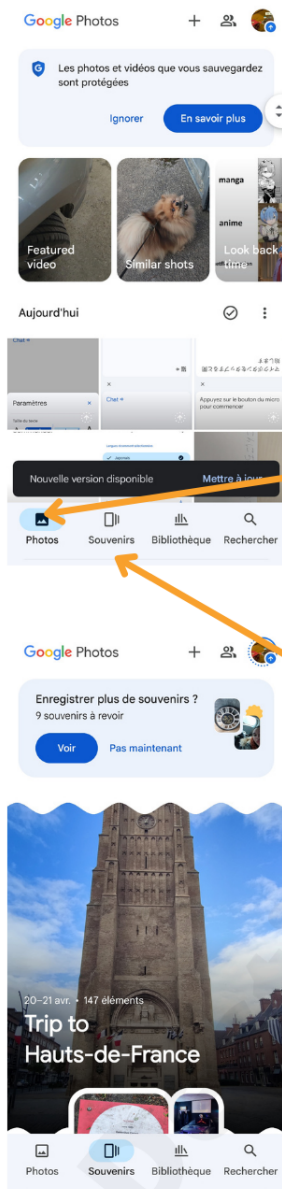 Google Photos
Les photos et vidéos que vous sauvegardez
sont protégées
Ignorer
En savoir plus
Featured
video
Similar shots
manga
anime
Look back
time
Aujourd'hui
Chat
Paramètres
Appuyez sur le bouton du micro
pour commencer
Nouvelle version disponible
Mettre à jour
Photos
Souvenirs
Bibliothèque
Rechercher
Google Photos
Enregistrer plus de souvenirs ?
9 souvenirs à revoir
Voir
Pas maintenant
20–21 avr. • 147 éléments
Trip to
Hauts-de-France
Photos
Souvenirs
Bibliothèque
Rechercher